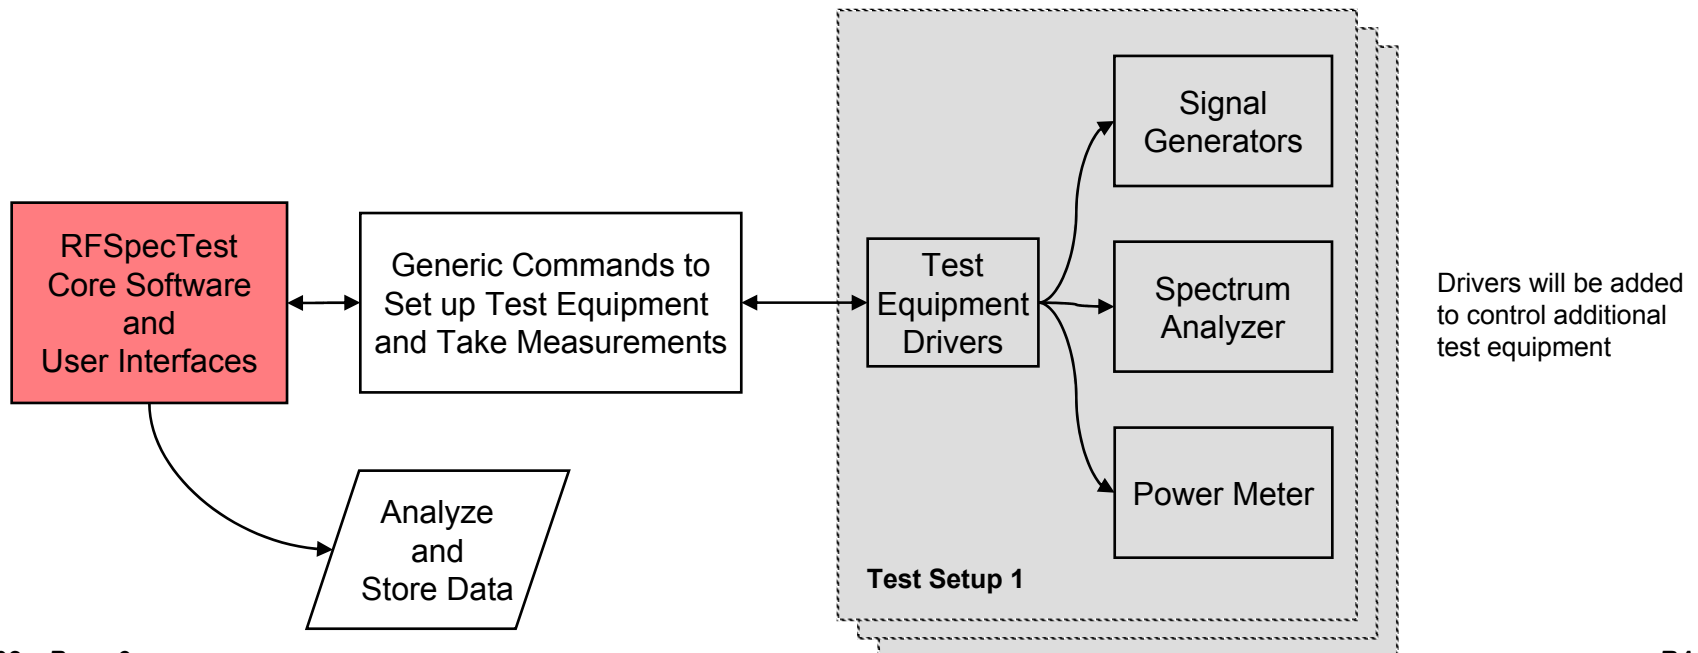 RFSpecTest
Core Software
and
User Interfaces
Generic Commands to
Set up Test Equipment
and Take Measurements
Analyze
and
Store Data
Test
Equipment
Drivers
Signal
Generators
Spectrum
Analyzer
Power Meter
Test Setup 1
Drivers will be added
to control additional
test equipment